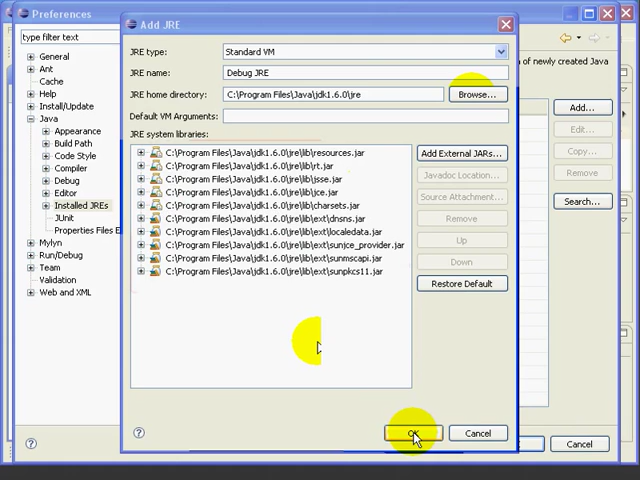 Preferences
type filter text
General
Ant
Cache
Help
Install/Update
Java
Appearance
Build Path
Code Style
Compiler
Debug
Editor
Installed JREs
JUnit
Properties Files E
Mylyn
Run/Debug
Team
Validation
Web and XML
Add JRE
JRE type:
Standard VM
JRE name:
Debug JRE
JRE home directory:
C:\Program Files\Java\jdk1.6.0\jre
Browse...
Default VM Arguments:
JRE system libraries:
C:\Program Files\Java\jdk1.6.0\jre\lib\resources.jar
C:\Program Files\Java\jdk1.6.0\jre\lib\rt.jar
C:\Program Files\Java\jdk1.6.0\jre\lib\jsse.jar
C:\Program Files\Java\jdk1.6.0\jre\lib\jce.jar
C:\Program Files\Java\jdk1.6.0\jre\lib\charsets.jar
C:\Program Files\Java\jdk1.6.0\jre\lib\ext\dnsns.jar
C:\Program Files\Java\jdk1.6.0\jre\lib\ext\localedata.jar
C:\Program Files\Java\jdk1.6.0\jre\lib\ext\sunjce_provider.jar
C:\Program Files\Java\jdk1.6.0\jre\lib\ext\sunmscapi.jar
C:\Program Files\Java\jdk1.6.0\jre\lib\ext\sunpkcs11.jar
Add External JARs...
Javadoc Location...
Source Attachment...
Remove
Up
Down
Restore Default
OK
Cancel
n of newly created Java
Add...
Edit...
Copy...
Remove
Search...
Cancel